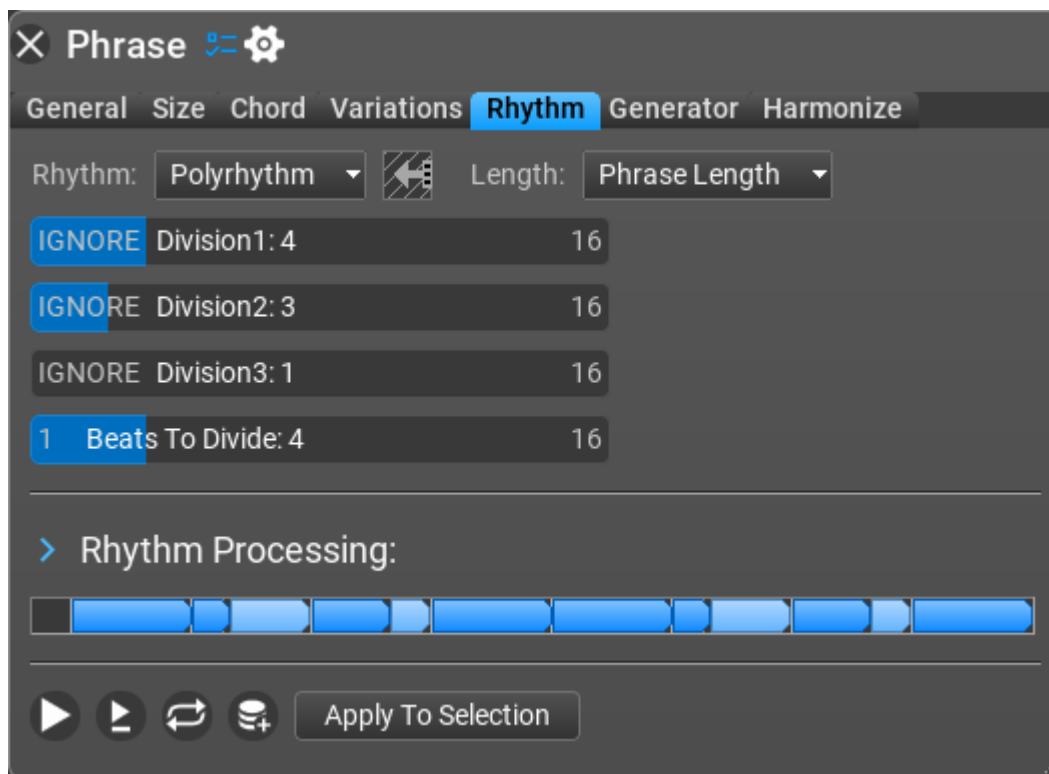 Phrase
General Size Chord Variations Rhythm Generator Harmonize
Rhythm: Polyrhythm Length: Phrase Length
IGNORE Division1: 4 16
IGNORE Division2: 3 16
IGNORE Division3: 1 16
1 Beats To Divide: 4 16
Rhythm Processing:
Apply To Selection